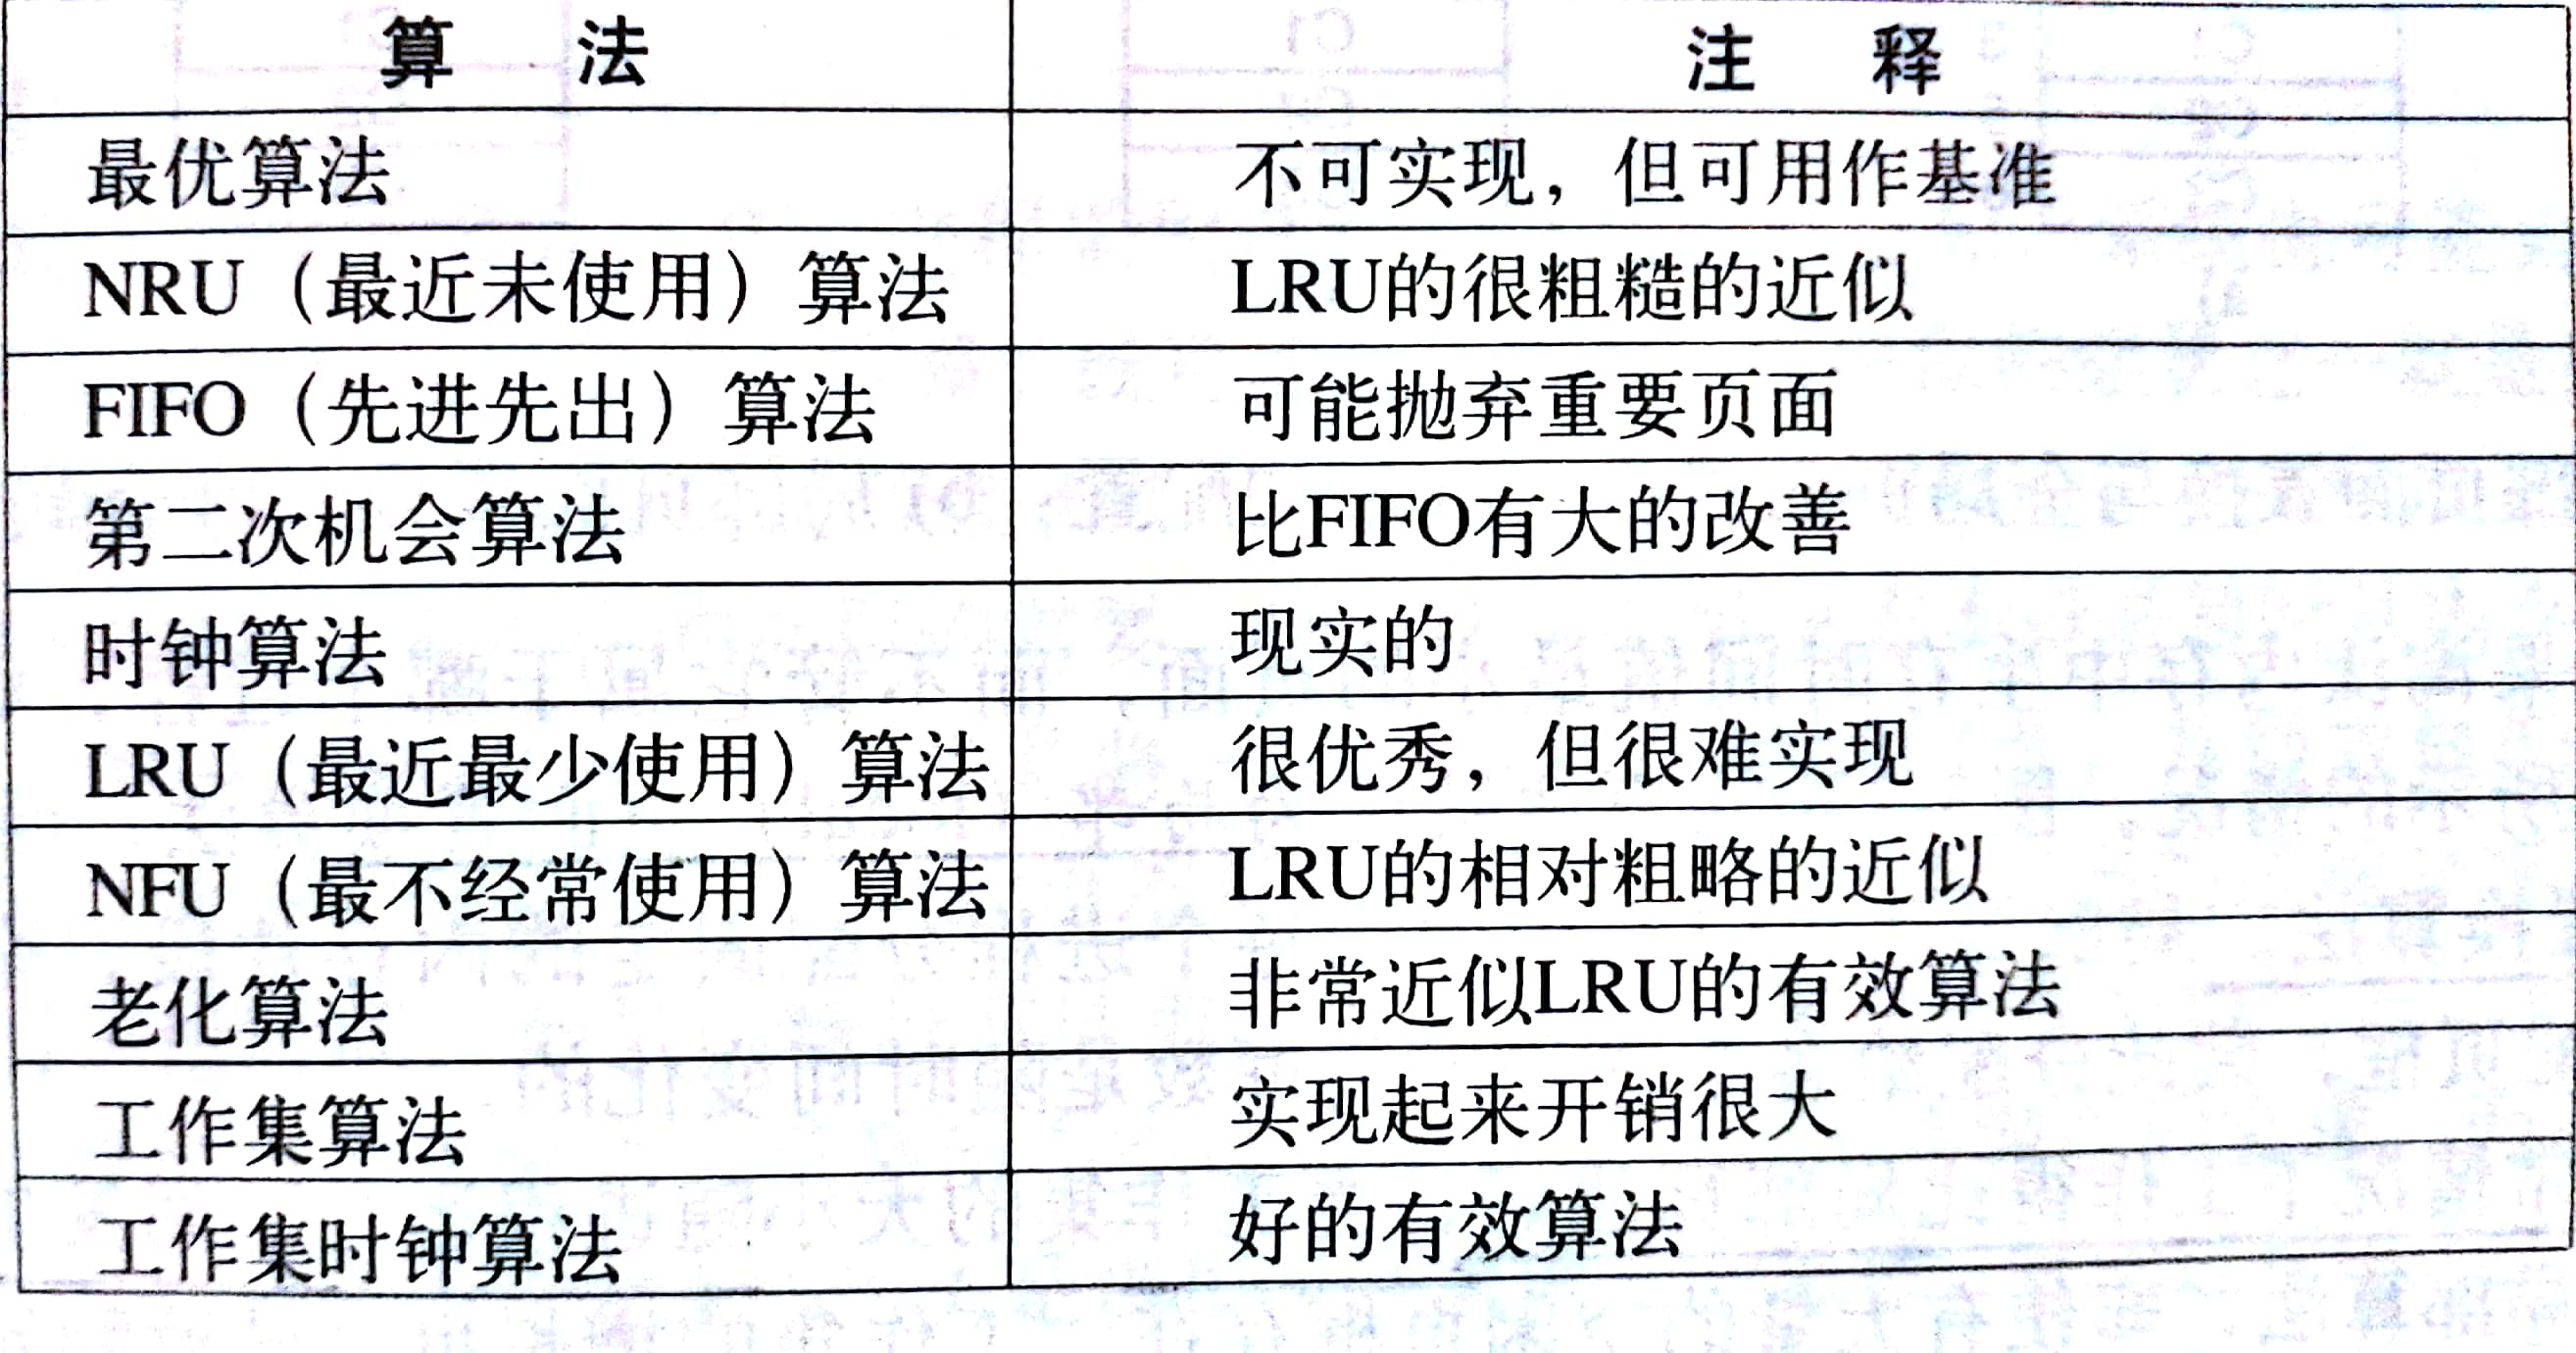 算 法 注 释
最优算法 不可实现，但可用作基准
NRU（最近未使用）算法 LRU的很粗糙的近似
FIFO（先进先出）算法 可能抛弃重要页面
第二次机会算法 比FIFO有大的改善
时钟算法 现实的
LRU（最近最少使用）算法 很优秀，但很难实现
NFU（最不经常使用）算法 LRU的相对粗略的近似
老化算法 非常近似LRU的有效算法
工作集算法 实现起来开销很大
工作集时钟算法 好的有效算法